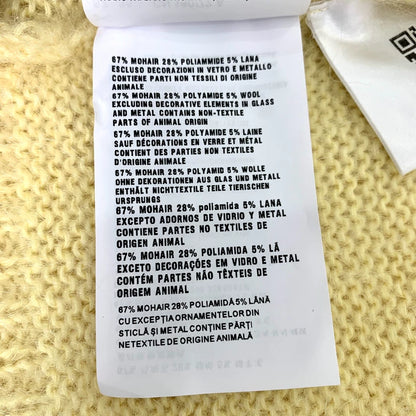 67% MOHAIR 28% POLIAMMIDE 5% LANA
ESCLUSO DECORAZIONI IN VETRO E METALLO
CONTIENE PARTI NON TESSILI DI ORIGINE
ANIMALE
67% MOHAIR 28% POLYAMIDE 5% WOOL
EXCLUDING DECORATIVE ELEMENTS IN GLASS
AND METAL CONTAINS NON-TEXTILE
PARTS OF ANIMAL ORIGIN
67% MOHAIR 28% POLYAMIDE 5% LAINE
SAUF DÉCORATIONS EN VERRE ET MÉTAL
CONTIENT DES PARTIES NON TEXTILES
D'ORIGINE ANIMALE
67% MOHAIR 28% POLYAMID 5% WOLLE
OHNE DEKORATIONEN AUS GLAS UND METALL
ENTHÄLT NICHTTEXTILE TEILE TIERISCHEN
URSPRUNGS
67% MOHAIR 28% poliamida 5% LANA
EXCEPTO ADORNOS DE VIDRIO Y METAL
CONTIENE PARTES NO TEXTILES DE
ORIGEN ANIMAL
67% MOHAIR 28% POLIAMIDA 5% LÃ
EXCETO DECORAÇÕES EM VIDRO E METAL
CONTÉM PARTES NÃO TÊXTEIS DE
ORIGEM ANIMAL
67% MOHAIR 28% POLIAMIDĂ 5% LÂNĂ
CU EXCEPȚIA ORNAMENTELOR DIN
STICLĂ ȘI METAL CONȚINE PĂRȚI
NETEXTILE DE ORIGINE ANIMALĂ